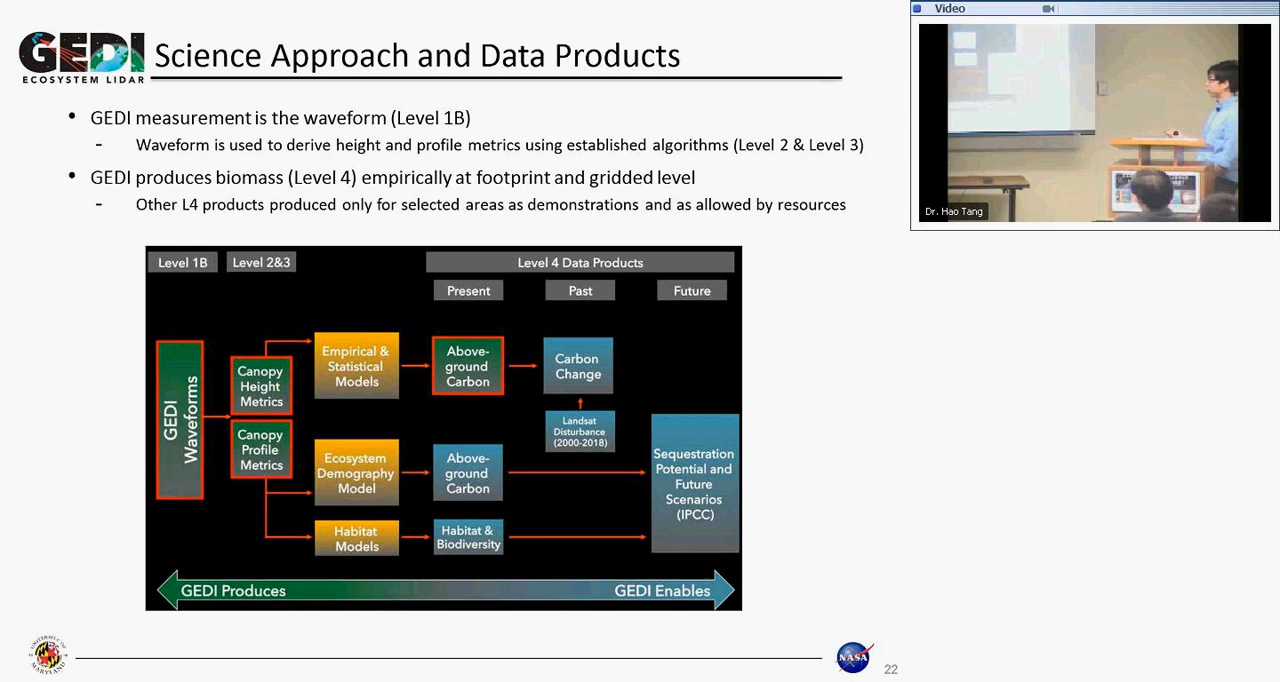 GEDI
ECOSYSTEM LIDAR
Science Approach and Data Products
• GEDI measurement is the waveform (Level 1B)
- Waveform is used to derive height and profile metrics using established algorithms (Level 2 & Level 3)
• GEDI produces biomass (Level 4) empirically at footprint and gridded level
- Other L4 products produced only for selected areas as demonstrations and as allowed by resources
Level 1B
Level 2&3
Level 4 Data Products
Present
Past
Future
GEDI
Waveforms
Canopy
Height
Metrics
Canopy
Profile
Metrics
Empirical &
Statistical
Models
Above-
ground
Carbon
Carbon
Change
Landsat
Disturbance
(2000-2018)
Ecosystem
Demography
Model
Above-
ground
Carbon
Habitat
Models
Habitat &
Biodiversity
Sequestration
Potential and
Future
Scenarios
(IPCC)
GEDI Produces
GEDI Enables
UNIVERSITY OF
MARYLAND
NASA
22
Video
Dr. Hao Tang